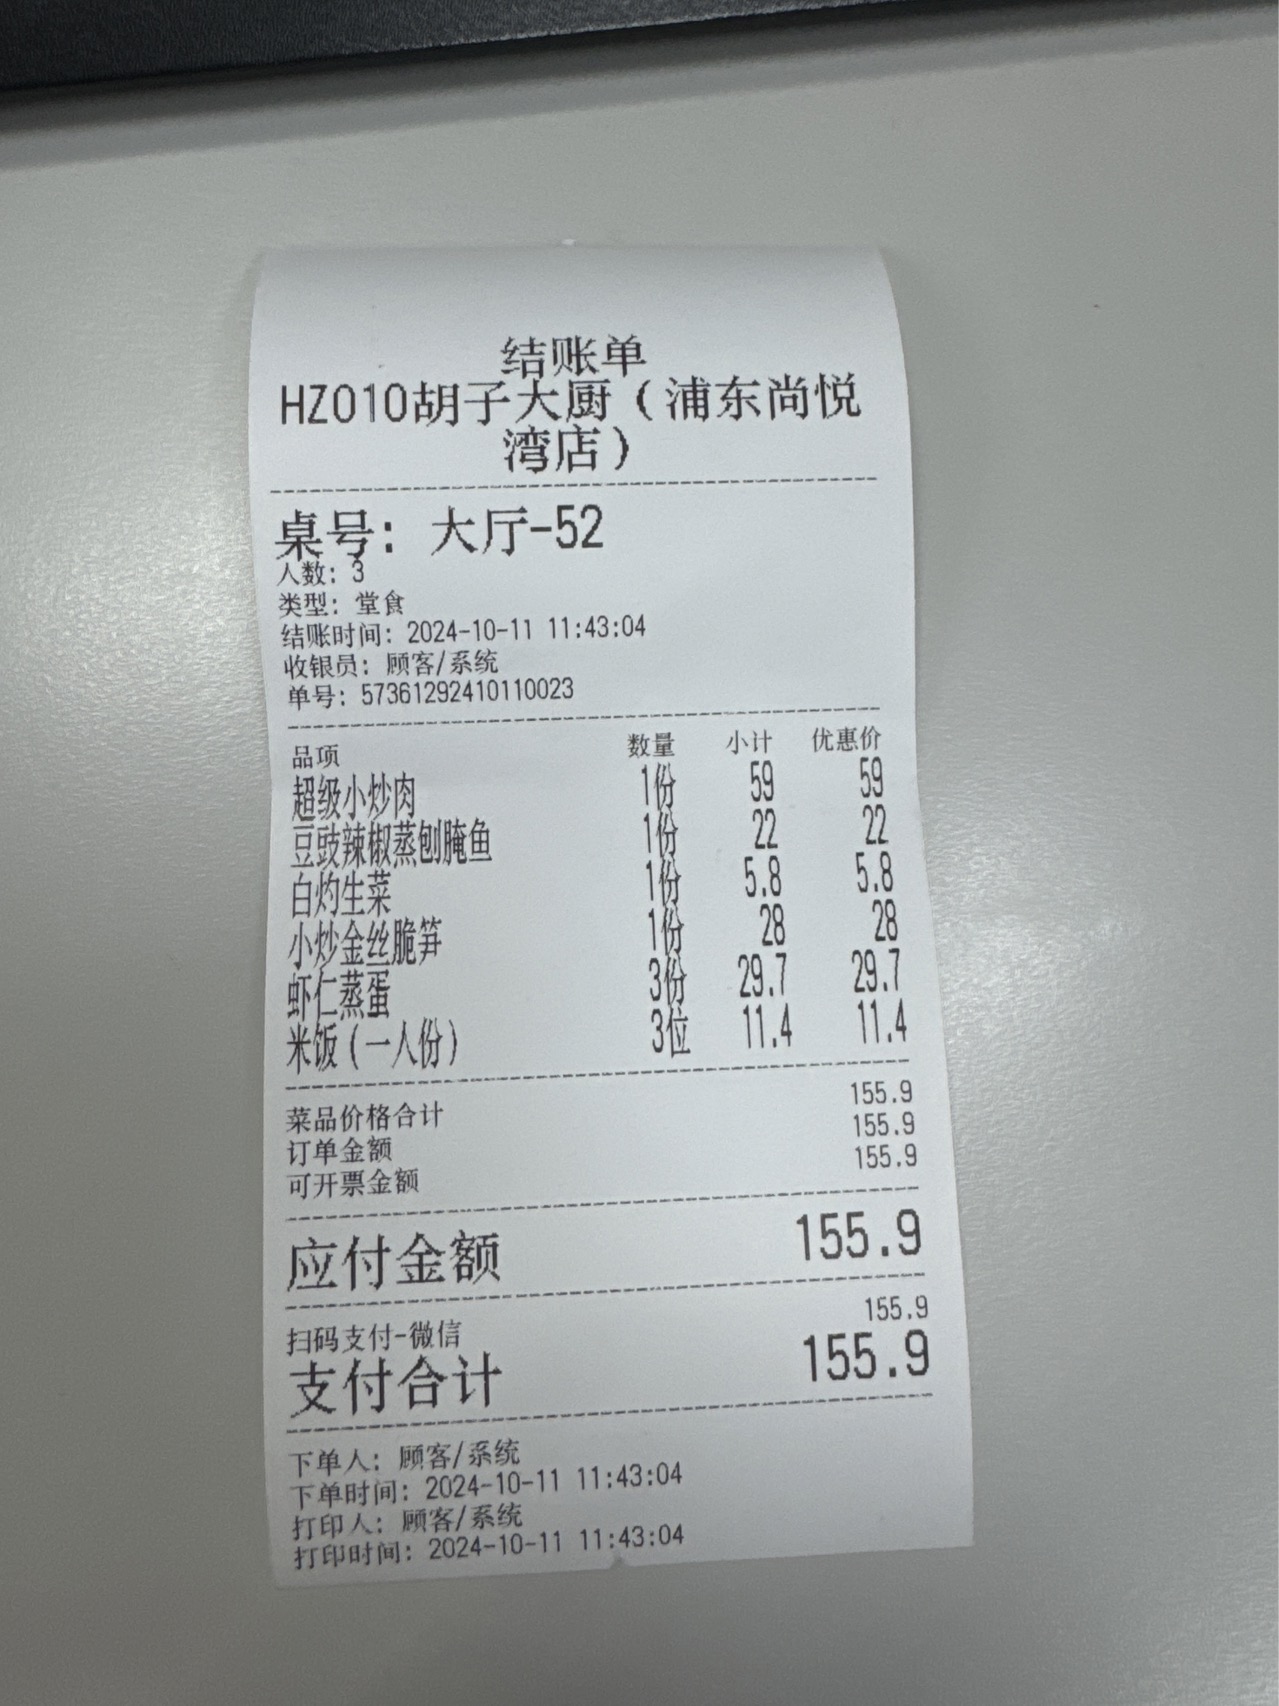 结账单
HZ010胡子大厨（浦东尚悦
湾店）
桌号：大厅-52
人数：3
类型：堂食
结账时间：2024-10-11 11:43:04
收银员：顾客/系统
单号：57361292410110023
品项 数量 小计 优惠价
超级小炒肉 1份 59 59
豆豉辣椒蒸刨腌鱼 1份 22 22
白灼生菜 1份 5.8 5.8
小炒金丝脆笋 1份 28 28
虾仁蒸蛋 3份 29.7 29.7
米饭（一人份） 3位 11.4 11.4
菜品价格合计 155.9
订单金额 155.9
可开票金额 155.9
应付金额 155.9
扫码支付-微信 155.9
支付合计 155.9
下单人：顾客/系统
下单时间：2024-10-11 11:43:04
打印人：顾客/系统
打印时间：2024-10-11 11:43:04